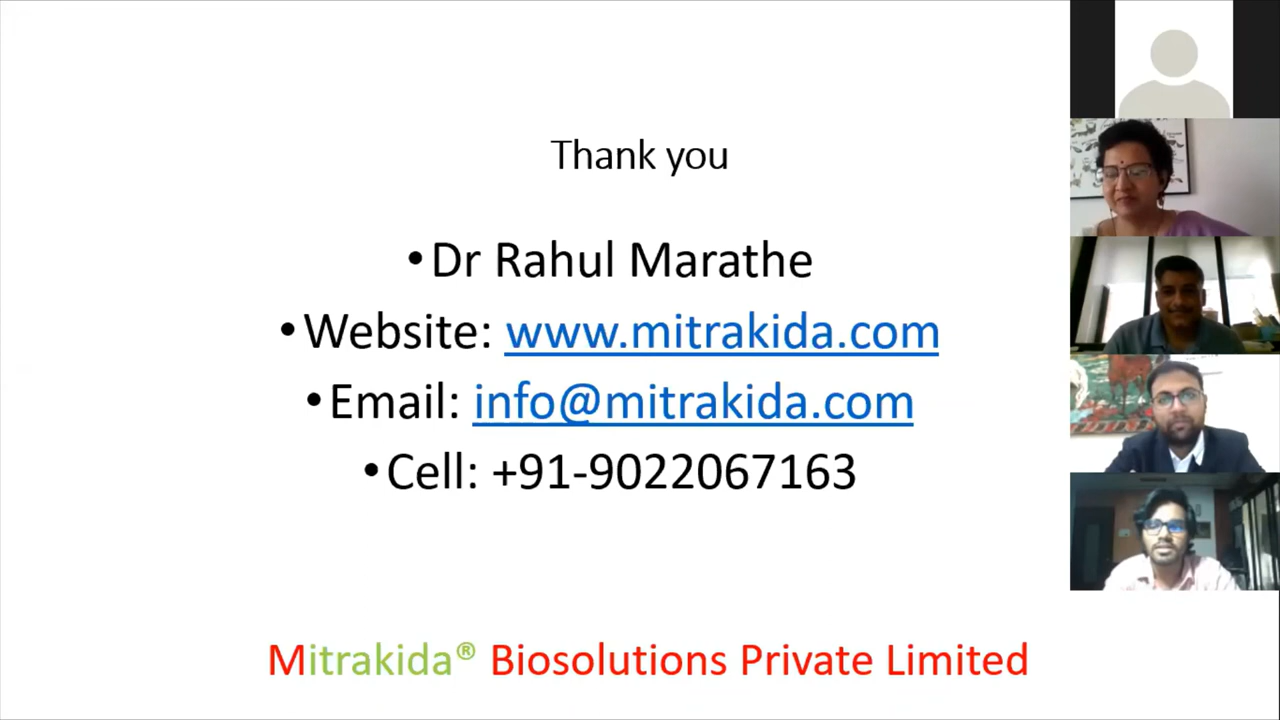 Thank you
•Dr Rahul Marathe
•Website: www.mitrakida.com
•Email: info@mitrakida.com
•Cell: +91-9022067163
Mitrakida® Biosolutions Private Limited